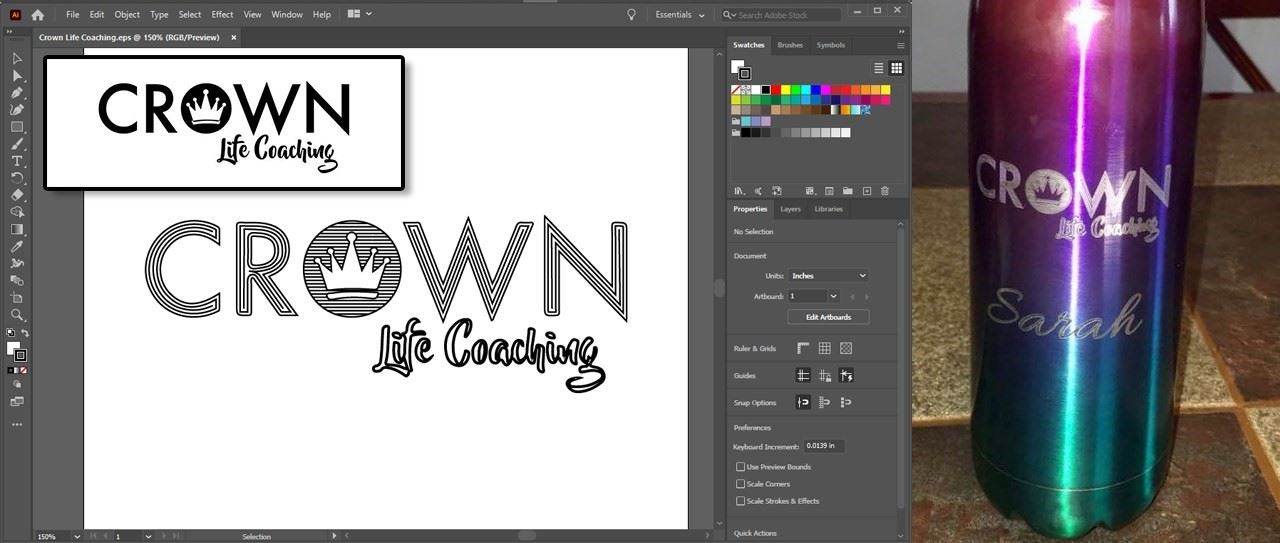 Ai
File Edit Object Type Select Effect View Window Help
Essentials
Search Adobe Stock
Crown Life Coaching.eps @ 150% (RGB/Preview) ×
CROWN
Life Coaching
CROWN
Life Coaching
Swatches Brushes Symbols
Properties Layers Libraries
No Selection
Document
Units: Inches
Artboard: 1
Edit Artboards
Ruler & Grids
Guides
Snap Options
Preferences
Keyboard Increment: 0.0139 in
Use Preview Bounds
Scale Corners
Scale Strokes & Effects
Quick Actions
150% 1 Selection
CROWN
Life Coaching
Sarah